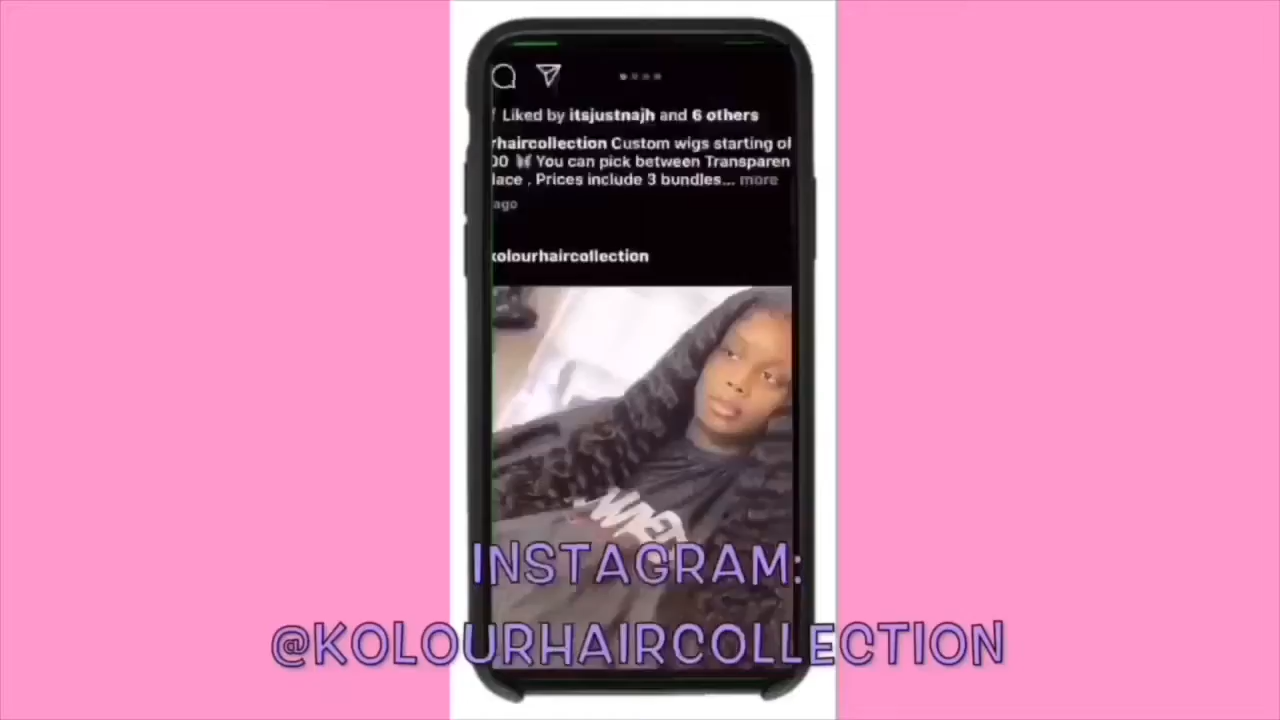 Liked by itsjustnajh and 6 others
rhaircollection Custom wigs starting of
00 You can pick between Transparen
lace . Prices include 3 bundles... more
ago
kolourhaircollection
INSTAGRAM:
@KOLOURHAIRCOLLECTION